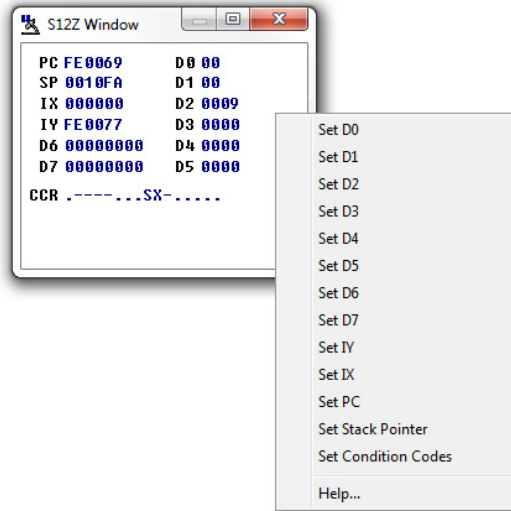 S12Z Window
PC FE0069 D0 00
SP 0010FA D1 00
IX 000000 D2 0009
IY FE0077 D3 0000
D6 00000000 D4 0000
D7 00000000 D5 0000
CCR .----...SX-.....
Set D0
Set D1
Set D2
Set D3
Set D4
Set D5
Set D6
Set D7
Set IY
Set IX
Set PC
Set Stack Pointer
Set Condition Codes
Help...